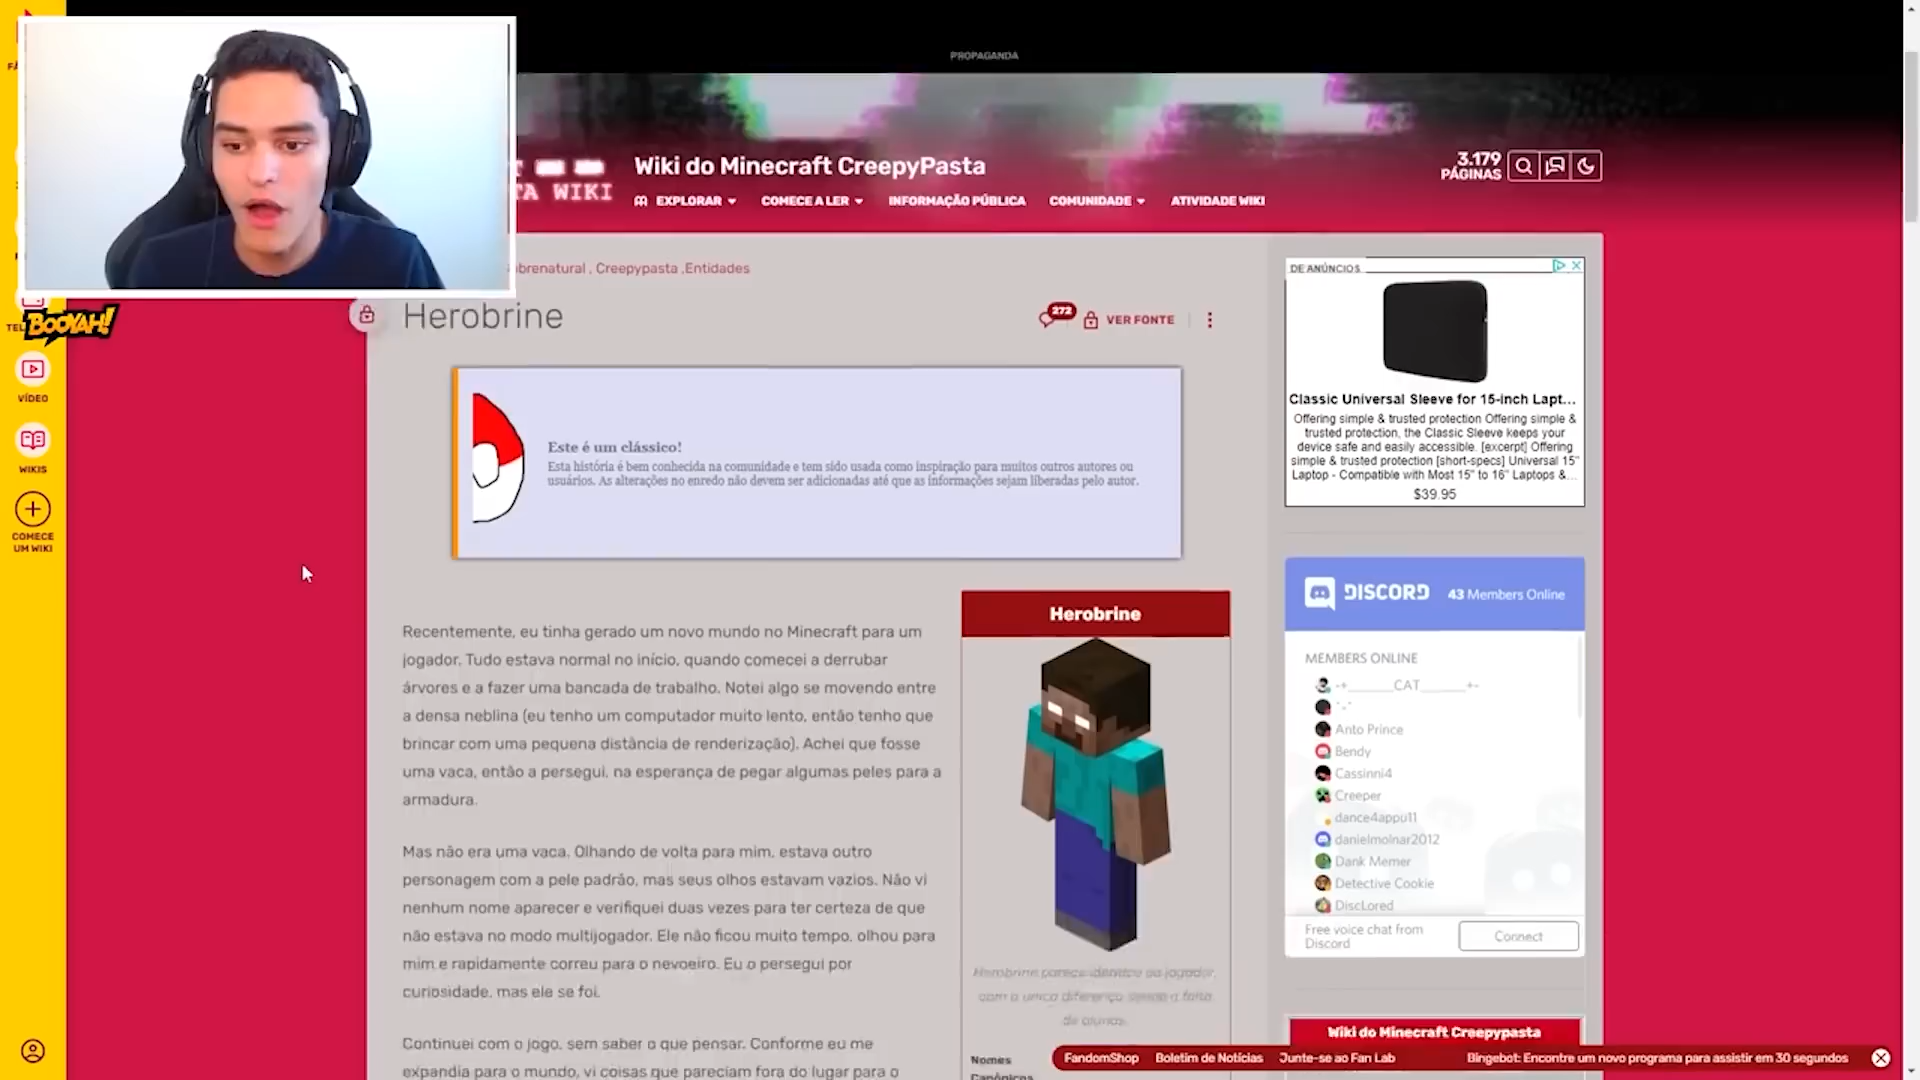 PROPAGANDA
TA WIKI
Wiki do Minecraft CreepyPasta
3.179
PÁGINAS
EXPLORAR
COMECE A LER
INFORMAÇÃO PÚBLICA
COMUNIDADE
ATIVIDADE WIKI
brenatural , Creepypasta ,Entidades
BOOYAH!
Herobrine
272
VER FONTE
VÍDEO
WIKIS
COMECE
UM WIKI
Este é um clássico!
Esta história é bem conhecida na comunidade e tem sido usada como inspiração para muitos outros autores ou
usuários. As alterações no enredo não devem ser adicionadas até que as informações sejam liberadas pelo autor.
Recentemente, eu tinha gerado um novo mundo no Minecraft para um
jogador. Tudo estava normal no início, quando comecei a derrubar
árvores e a fazer uma bancada de trabalho. Notei algo se movendo entre
a densa neblina (eu tenho um computador muito lento, então tenho que
brincar com uma pequena distância de renderização). Achei que fosse
uma vaca, então a persegui, na esperança de pegar algumas peles para a
armadura.
Mas não era uma vaca. Olhando de volta para mim, estava outro
personagem com a pele padrão, mas seus olhos estavam vazios. Não vi
nenhum nome aparecer e verifiquei duas vezes para ter certeza de que
não estava no modo multijogador. Ele não ficou muito tempo, olhou para
mim e rapidamente correu para o nevoeiro. Eu o persegui por
curiosidade, mas ele se foi.
Continuei com o jogo, sem saber o que pensar. Conforme eu me
expandia para o mundo, vi coisas que pareciam fora do lugar para o
Herobrine
Herobrine parece idêntico ao jogador,
com a única diferença sendo a falta
de alunas.
Nomes
Canônicos
DE ANÚNCIOS
Classic Universal Sleeve for 15-inch Lapt...
Offering simple & trusted protection Offering simple &
trusted protection, the Classic Sleeve keeps your
device safe and easily accessible. [excerpt] Offering
simple & trusted protection [short-specs] Universal 15"
Laptop - Compatible with Most 15" to 16" Laptops &...
$39.95
DISCORD
43 Members Online
MEMBERS ONLINE
-+______CAT______+-
Anto Prince
Bendy
Cassinni4
Creeper
dance4appu11
danielmolnar2012
Dank Memer
Detective Cookie
DiscLored
Free voice chat from
Discord
Connect
Wiki do Minecraft Creepypasta
FandomShop
Boletim de Notícias
Junte-se ao Fan Lab
Bingebot: Encontre um novo programa para assistir em 30 segundos